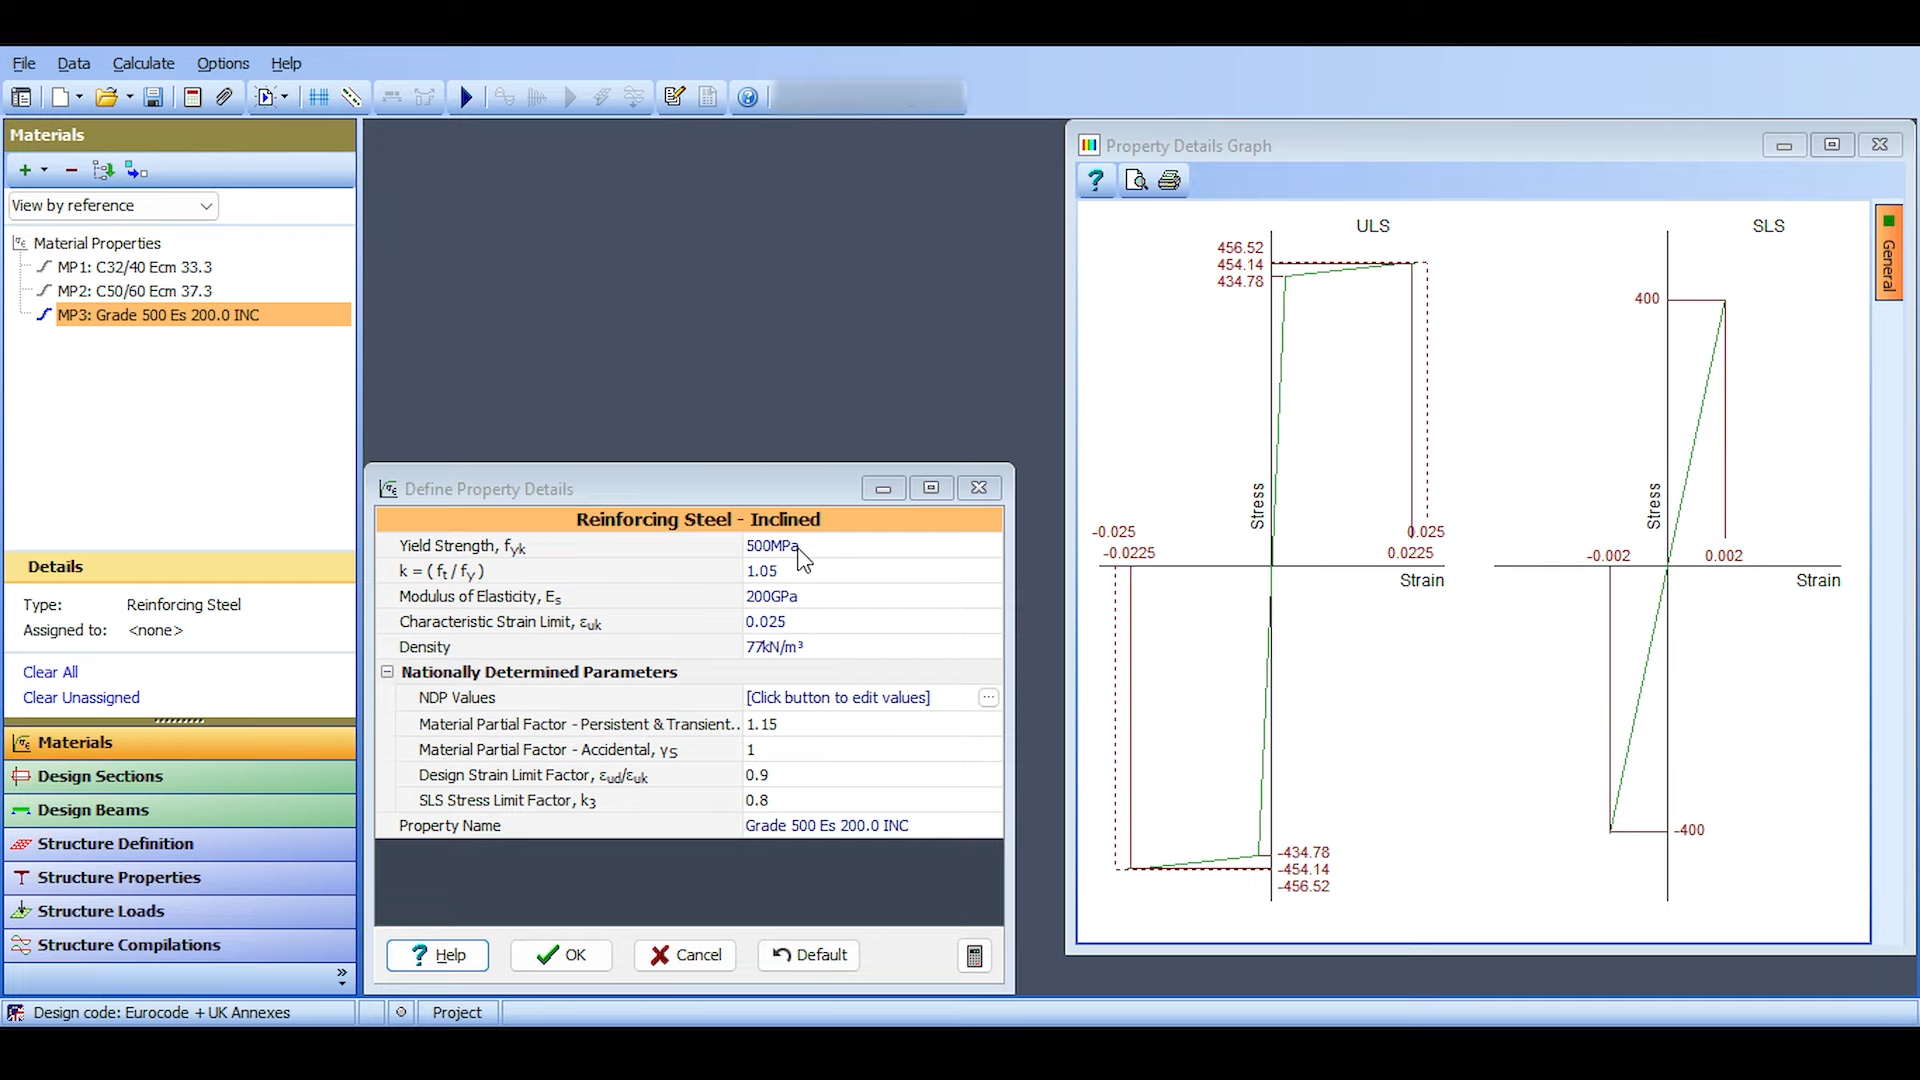 File Data Calculate Options Help
Materials
View by reference
Material Properties
MP1: C32/40 Ecm 33.3
MP2: C50/60 Ecm 37.3
MP3: Grade 500 Es 200.0 INC
Details
Type: Reinforcing Steel
Assigned to: <none>
Clear All
Clear Unassigned
Materials
Design Sections
Design Beams
Structure Definition
Structure Properties
Structure Loads
Structure Compilations
Define Property Details
Reinforcing Steel - Inclined
Yield Strength, fyk 500MPa
k = ( ft / fy ) 1.05
Modulus of Elasticity, Es 200GPa
Characteristic Strain Limit, εuk 0.025
Density 77kN/m³
Nationally Determined Parameters
NDP Values [Click button to edit values] ...
Material Partial Factor - Persistent & Transient.. 1.15
Material Partial Factor - Accidental, γS 1
Design Strain Limit Factor, εud/εuk 0.9
SLS Stress Limit Factor, k3 0.8
Property Name Grade 500 Es 200.0 INC
? Help OK Cancel Default
Property Details Graph
?
General
ULS
456.52
454.14
434.78
Stress
-0.025
-0.0225
0.025
0.0225
Strain
-434.78
-454.14
-456.52
SLS
400
Stress
-0.002
0.002
Strain
-400
Design code: Eurocode + UK Annexes Project